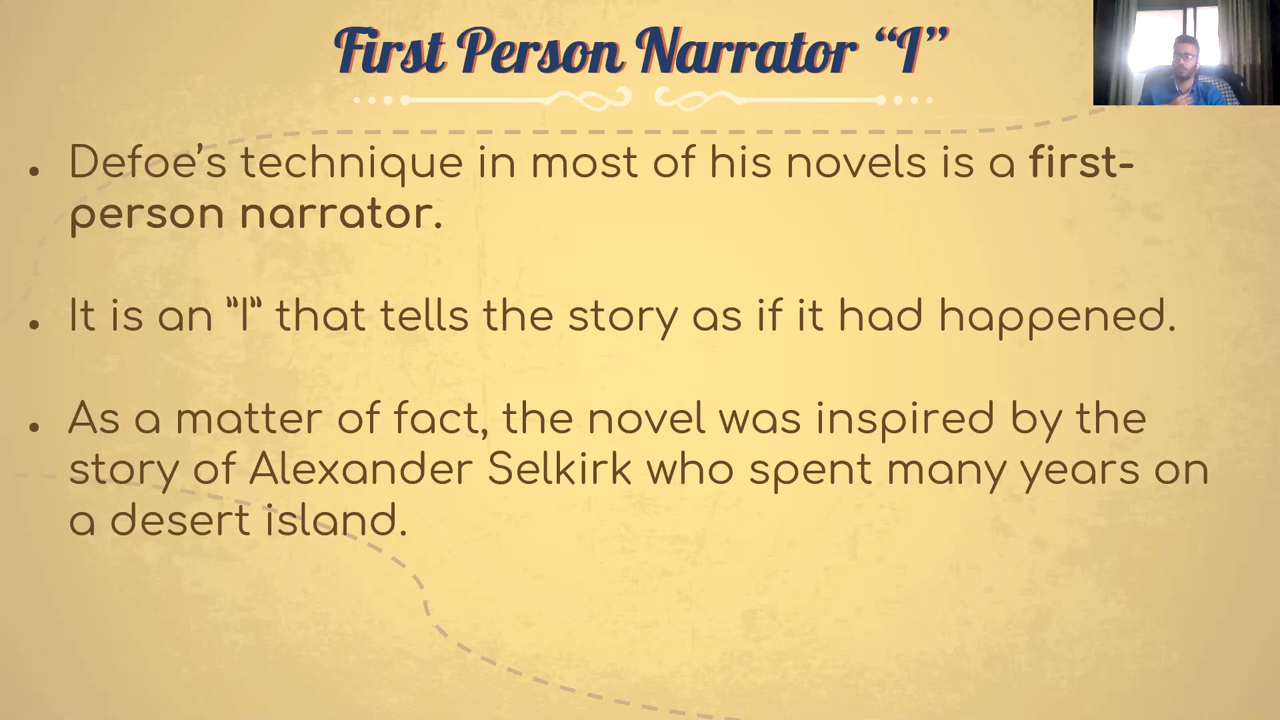 First Person Narrator “I”
• Defoe’s technique in most of his novels is a first-
person narrator.
• It is an ”I” that tells the story as if it had happened.
• As a matter of fact, the novel was inspired by the
story of Alexander Selkirk who spent many years on
a desert island.